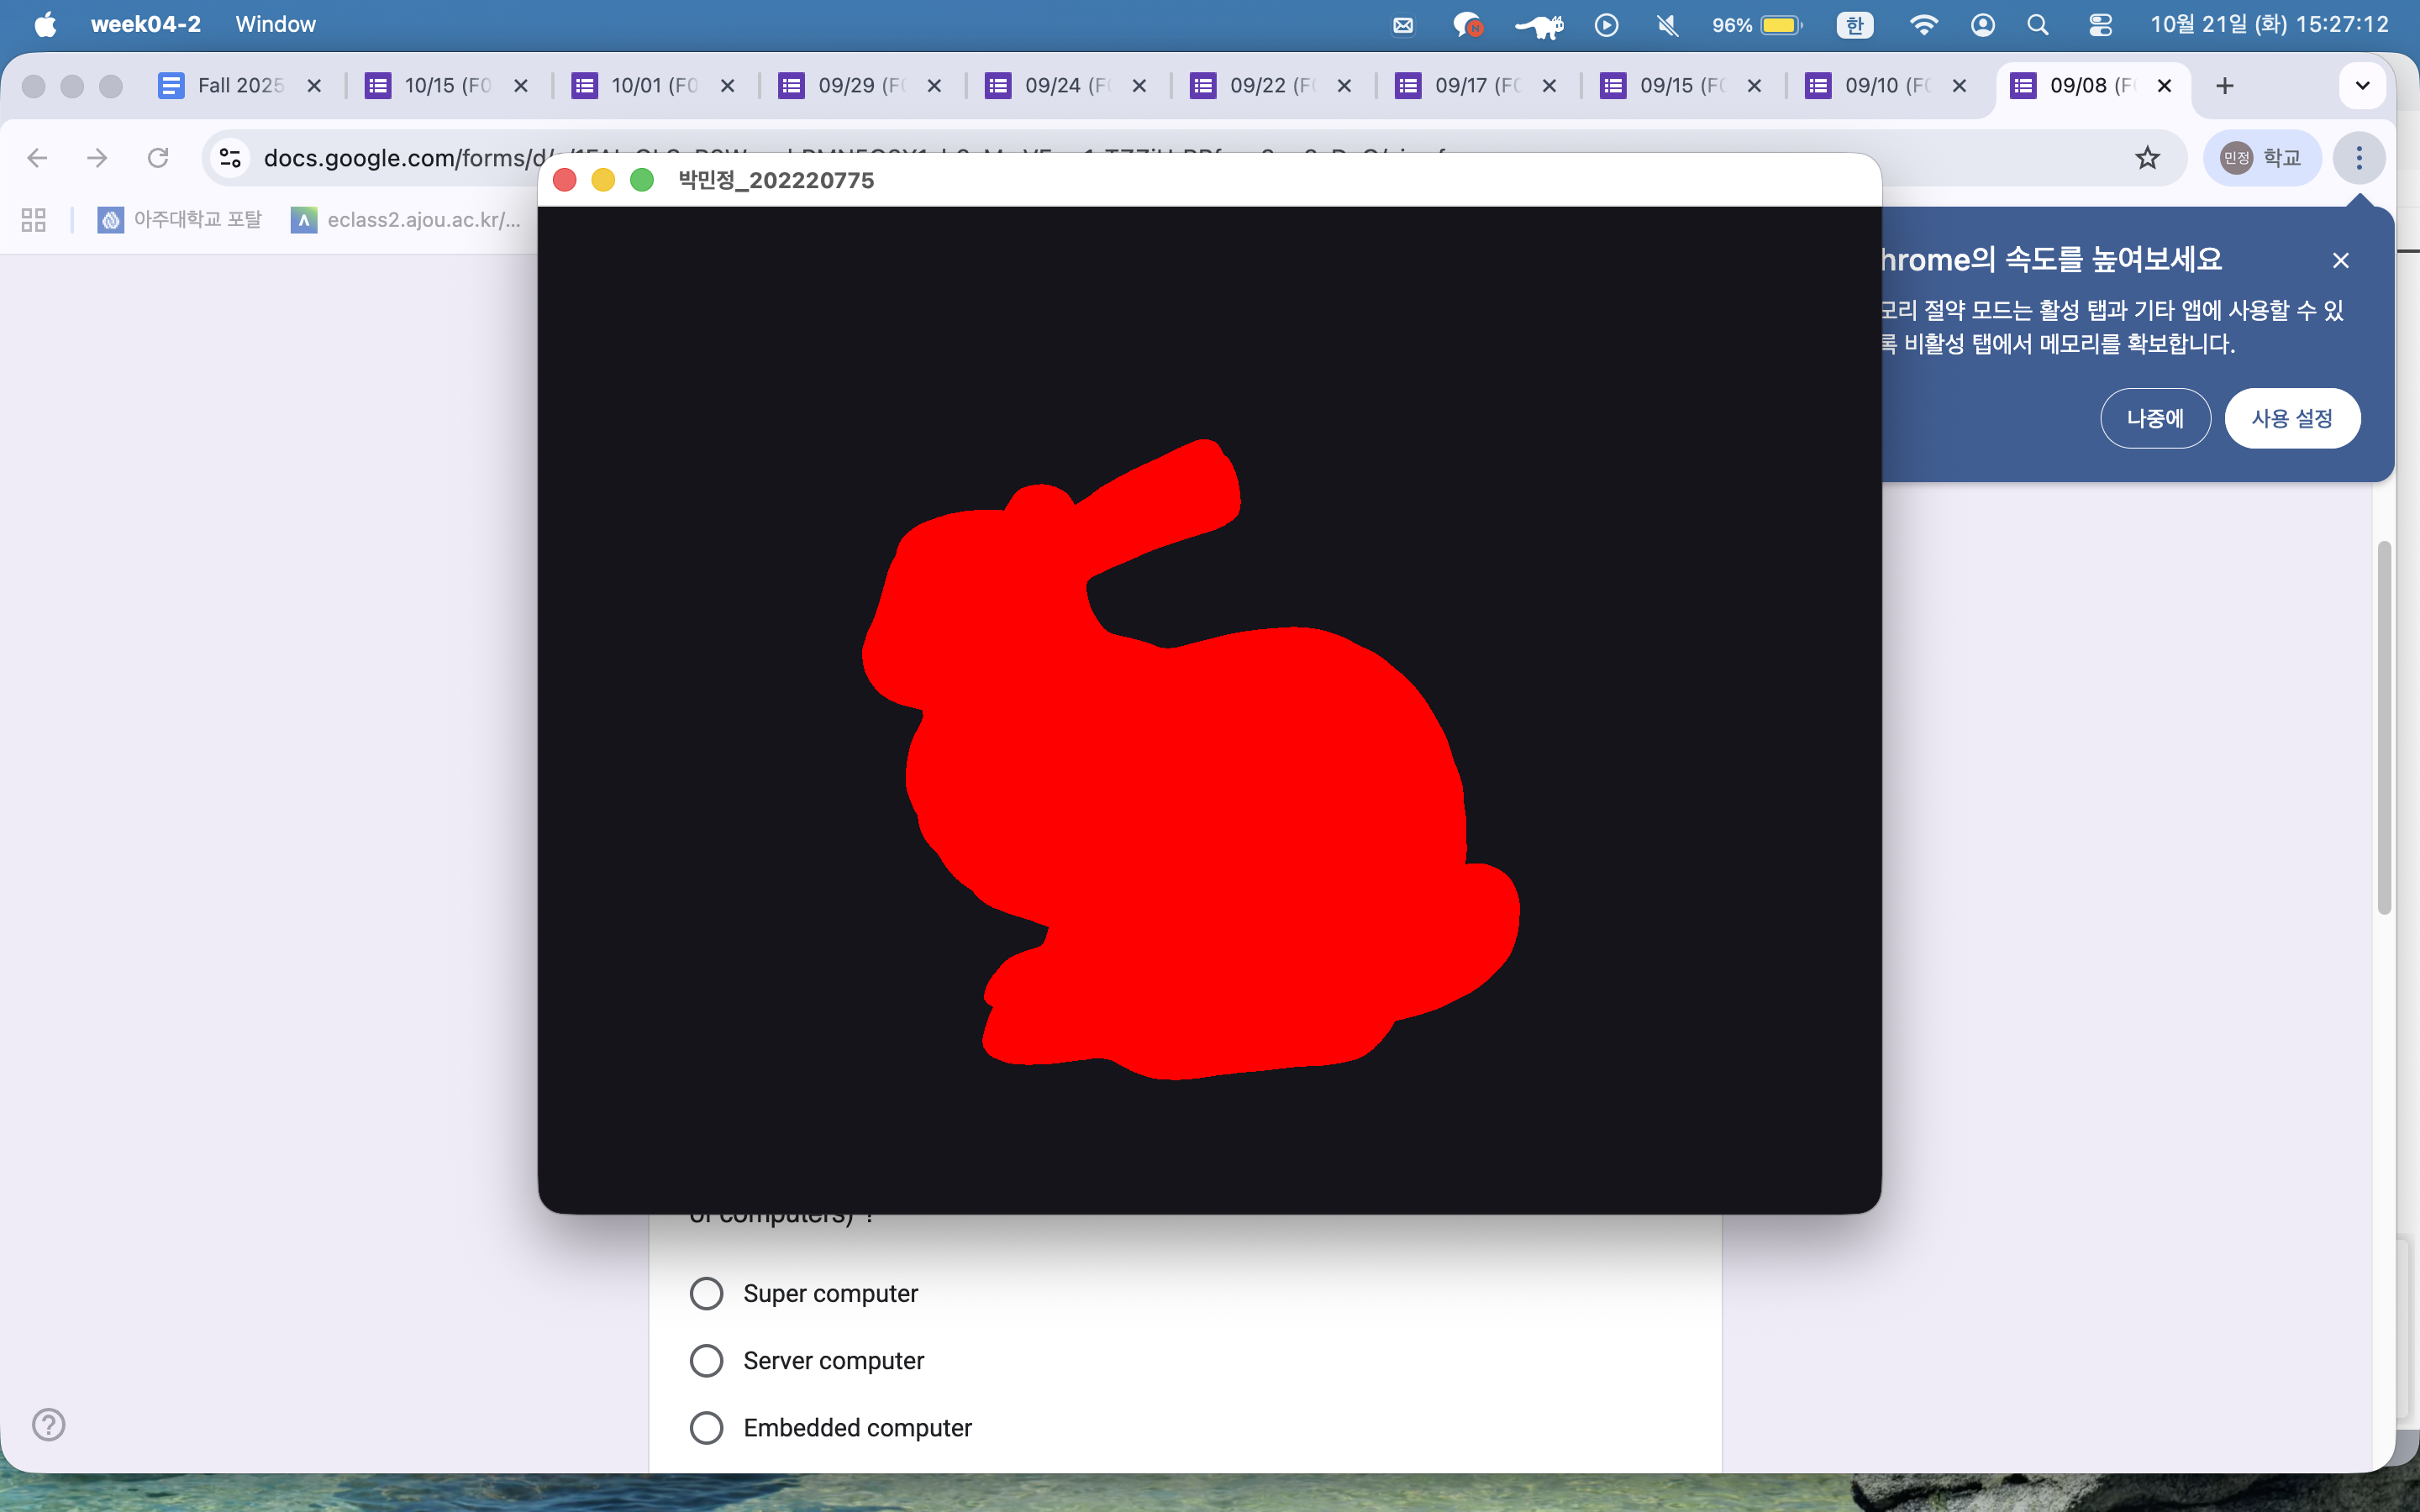 week04-2 Window 96% 한 10월 21일 (화) 15:27:12
Fall 2025 10/15 (FO 10/01 (FO 09/29 (F 09/24 (F 09/22 (F 09/17 (F 09/15 (F 09/10 (F 09/08 (F
docs.google.com/forms/d/ 민정 학교
박민정_202220775
아주대학교 포탈 eclass2.ajou.ac.kr/...
hrome의 속도를 높여보세요
모리 절약 모드는 활성 탭과 기타 앱에 사용할 수 있
록 비활성 탭에서 메모리를 확보합니다.
나중에 사용 설정
of computers) ?
Super computer
Server computer
Embedded computer